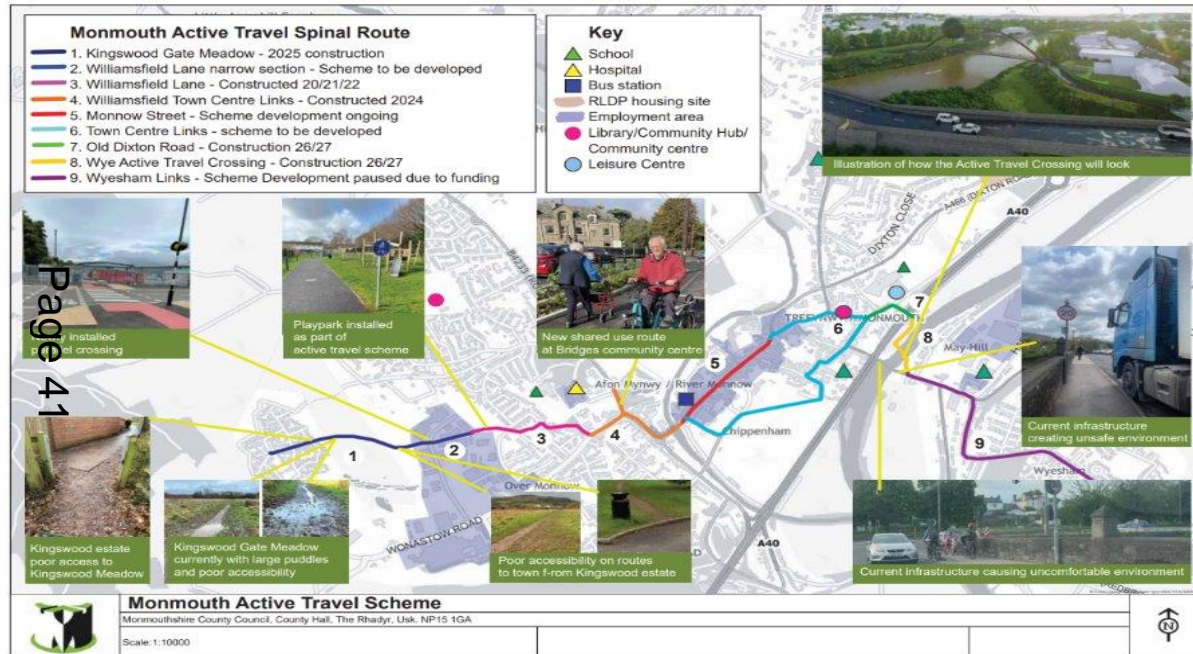 Monmouth Active Travel Spinal Route
1. Kingswood Gate Meadow - 2025 construction
2. Williamsfield Lane narrow section - Scheme to be developed
3. Williamsfield Lane - Constructed 20/21/22
4. Williamsfield Town Centre Links - Constructed 2024
5. Monnow Street - Scheme development ongoing
6. Town Centre Links - scheme to be developed
7. Old Dixton Road - Construction 26/27
8. Wye Active Travel Crossing - Construction 26/27
9. Wyesham Links - Scheme Development paused due to funding
Key
School
Hospital
Bus station
RLDP housing site
Employment area
Library/Community Hub/
Community centre
Leisure Centre
Illustration of how the Active Travel Crossing will look
A466 (DIXTON ROAD)
A40
DIXTON CLOSE
B4233
installed
crossing
Playpark installed
as part of
active travel scheme
New shared use route
at Bridges community centre
Page 41
20
Current infrastructure
creating unsafe environment
MONMOUTH
7
6
8
May-Hill
5
Afon Mynwy // River Monnow
Chippenham
1
2
3
4
9
Wyesham
Over Monnow
WONASTOW ROAD
A40
Kingswood estate
poor access to
Kingswood Meadow
Kingswood Gate Meadow
currently with large puddles
and poor accessibility
Poor accessibility on routes
to town f-rom Kingswood estate
Current infrastructure causing uncomfortable environment
Monmouth Active Travel Scheme
Monmouthshire County Council, County Hall, The Rhadyr, Usk. NP15 1GA
Scale:1:10000
N